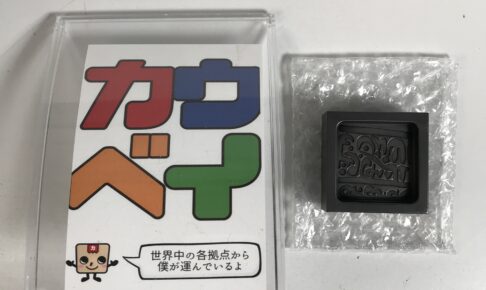 カウ
ベイ
カ
世界中の各拠点から
僕が運んでいるよ